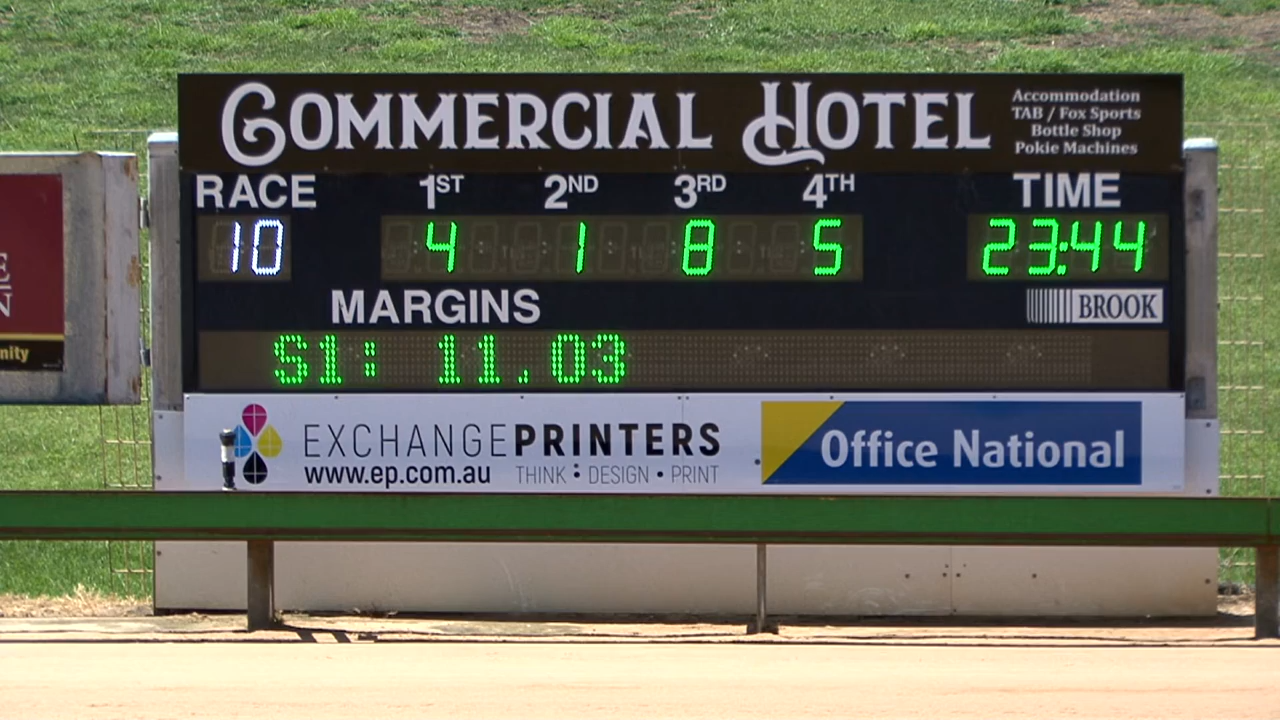 COMMERCIAL HOTEL
Accommodation
TAB / Fox Sports
Bottle Shop
Pokie Machines
RACE 1ST 2ND 3RD 4TH TIME
10 4 1 8 5 23:44
MARGINS
BROOK
S1: 11.03
EXCHANGEPRINTERS
www.ep.com.au THINK : DESIGN • PRINT
Office National
E
N
nity